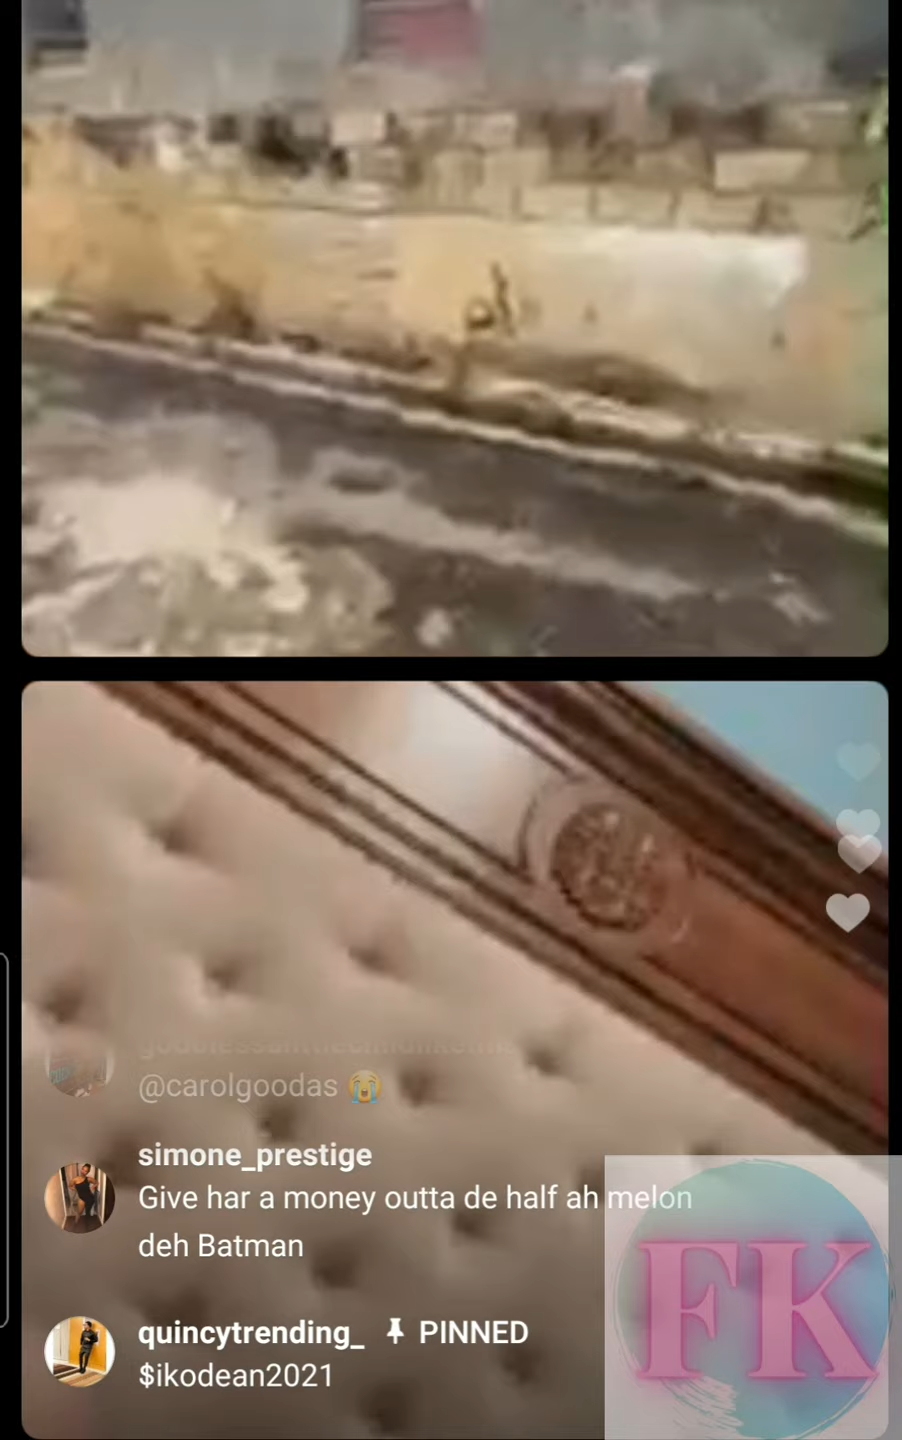 @carolgoodas 😭
simone_prestige
Give har a money outta de half ah melon
deh Batman
quincytrending_ PINNED
$ikodean2021
FK